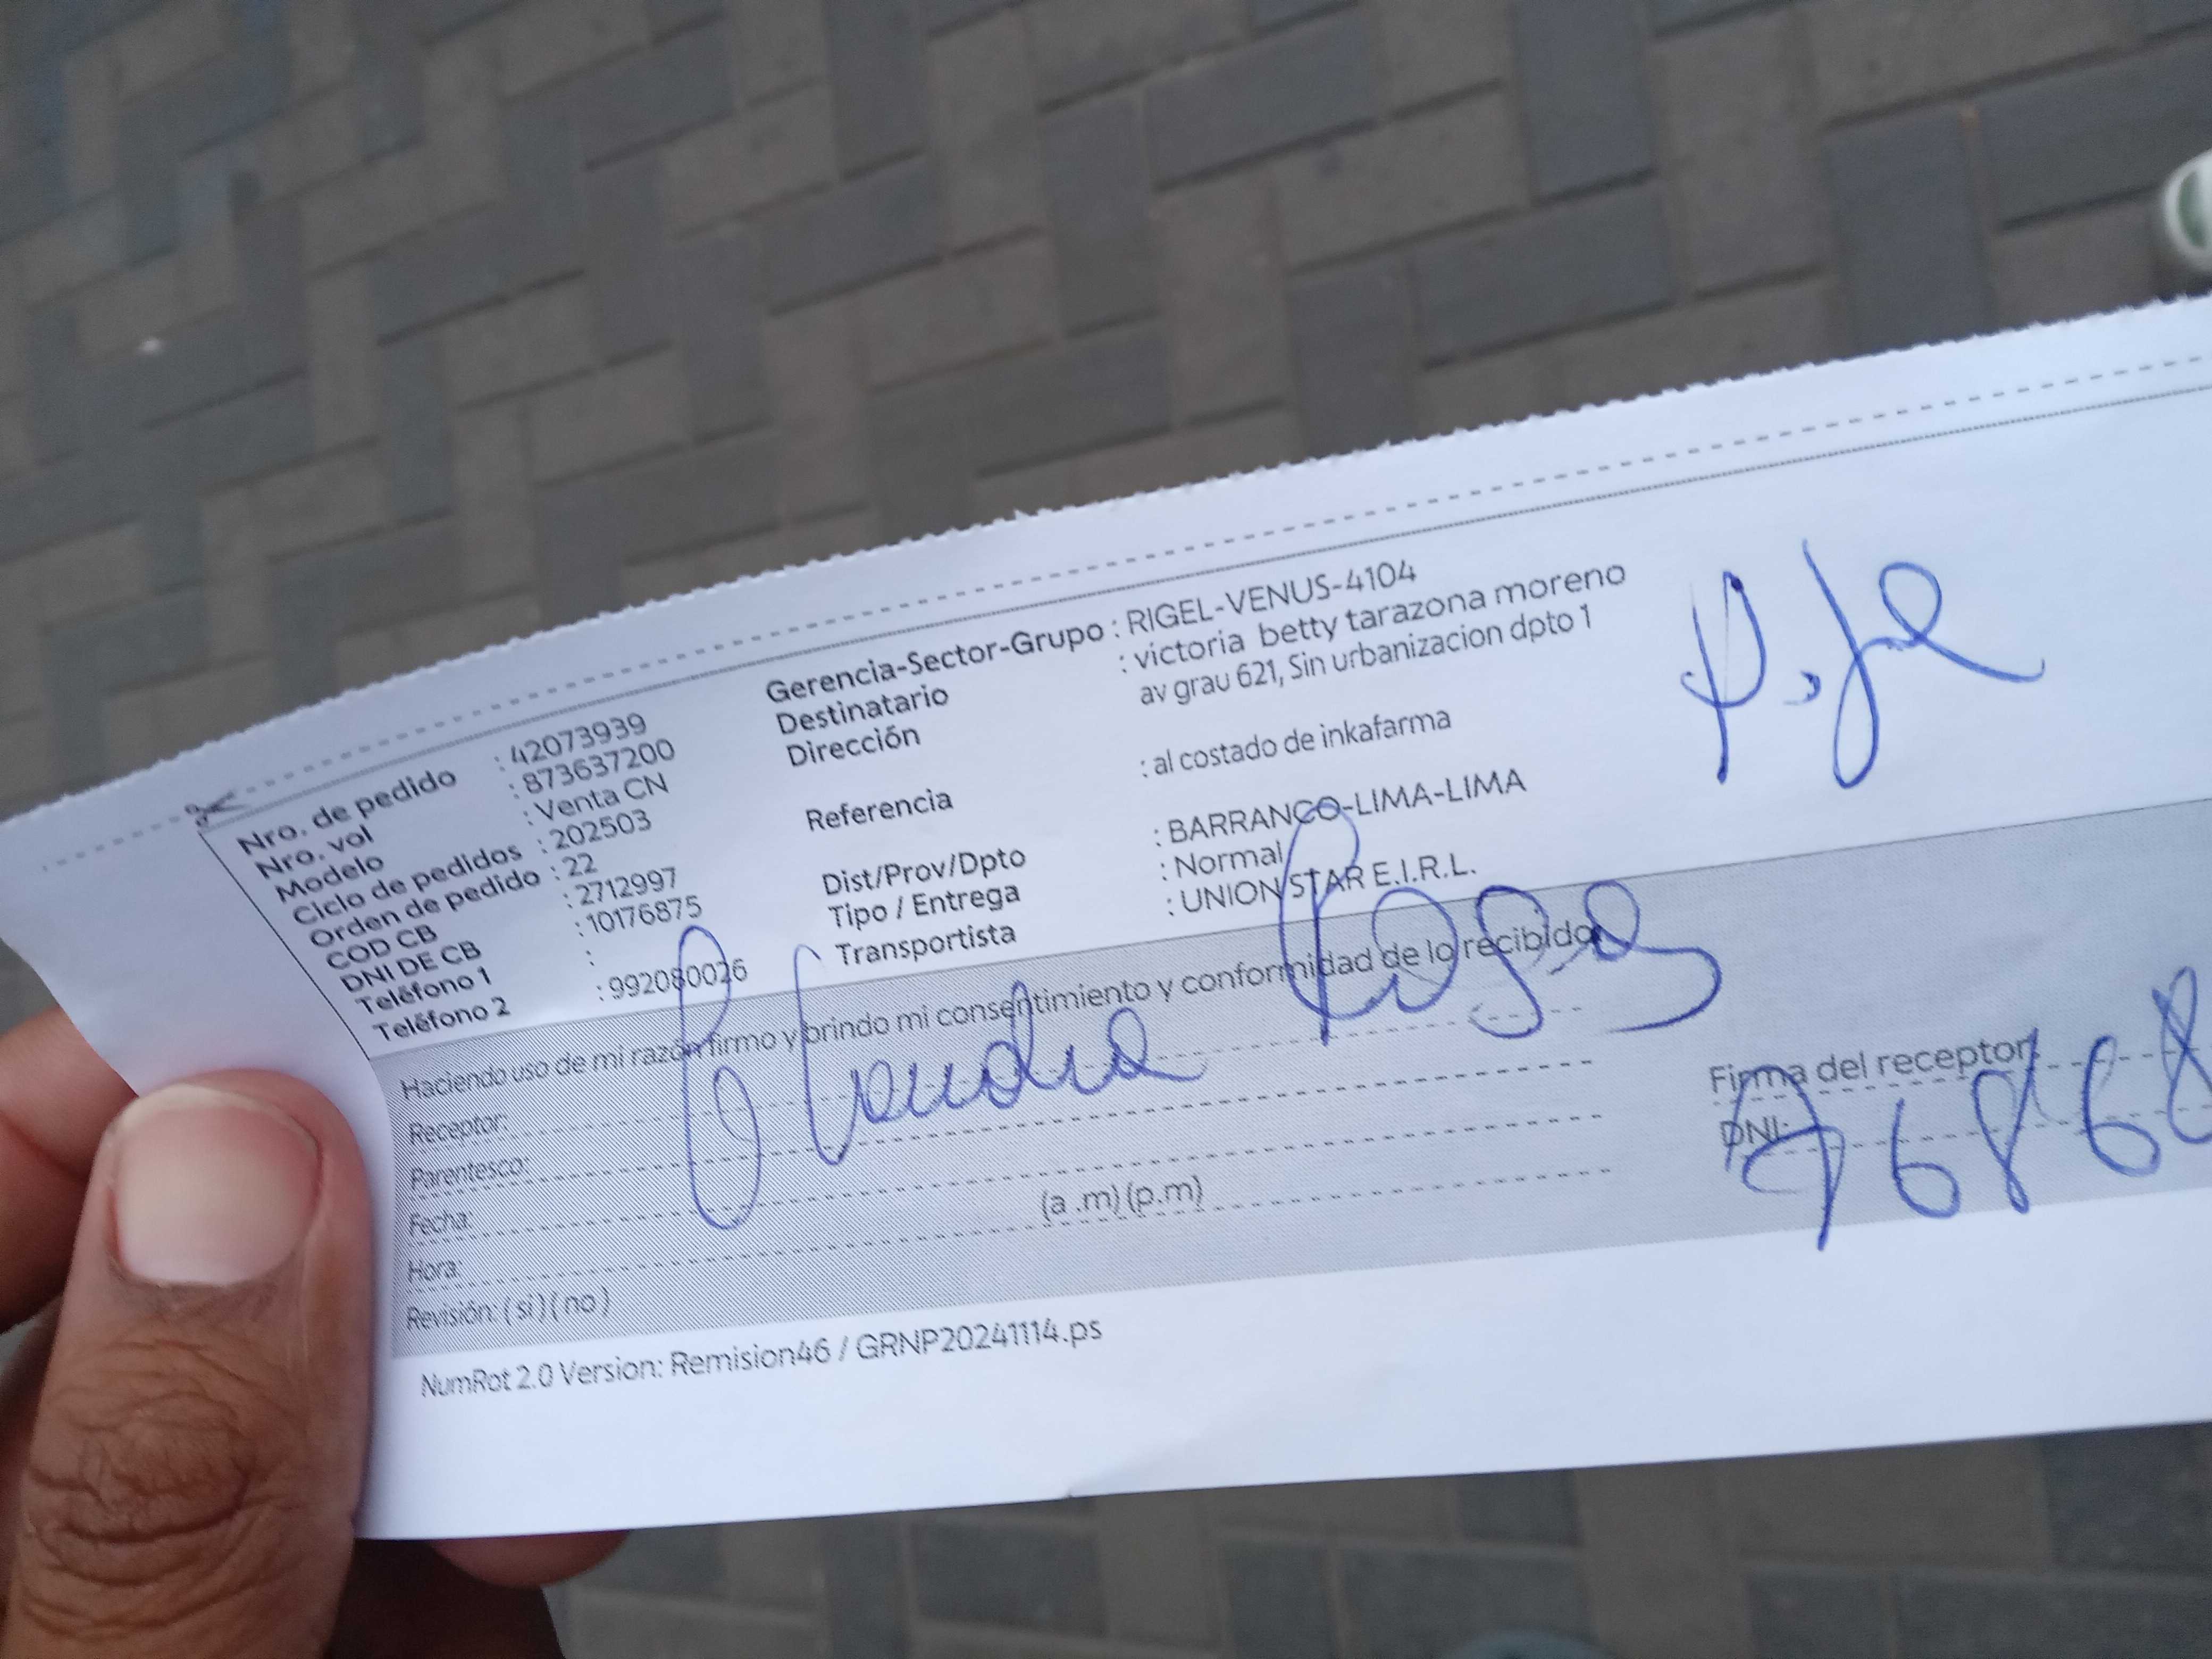 Nro. de pedido : 42073939
Nro. vol : 873637200
Modelo : Venta CN
Ciclo de pedidos : 202503
Orden de pedido : 22
COD CB : 2712997
DNI DE CB : 10176875
Teléfono 1 :
Teléfono 2 : 992080026
Gerencia-Sector-Grupo : RIGEL-VENUS-4104
Destinatario : victoria betty tarazona moreno
Dirección av grau 621, Sin urbanizacion dpto 1
Referencia : al costado de inkafarma
Dist/Prov/Dpto : BARRANCO-LIMA-LIMA
Tipo / Entrega : Normal
Transportista : UNION STAR E.I.R.L.
Haciendo uso de mi razón firmo y brindo mi consentimiento y conformidad de lo recibido
Receptor: Claudia Rosas
Parentesco:
Fecha:
Hora: (a .m) (p.m)
Revisión: ( si ) ( no )
Firma del receptor:
DNI: 76868
NumRot 2.0 Version: Remision46 / GRNP20241114.ps